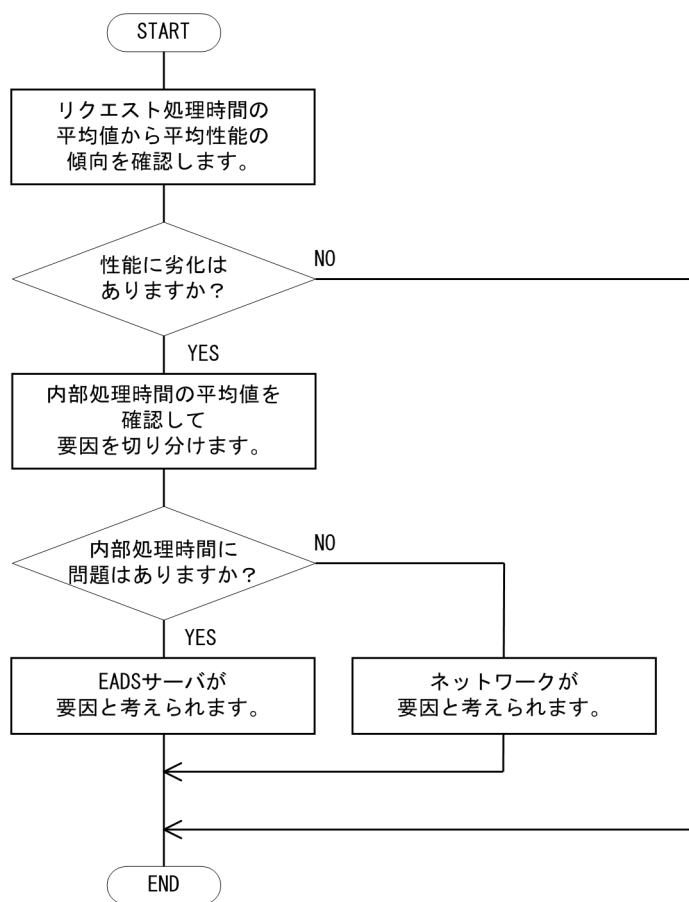 START
リクエスト処理時間の
平均値から平均性能の
傾向を確認します。
性能に劣化は
ありますか？
NO
YES
内部処理時間の平均値を
確認して
要因を切り分けます。
内部処理時間に
問題はありますか？
NO
YES
EADSサーバが
要因と考えられます。
ネットワークが
要因と考えられます。
END